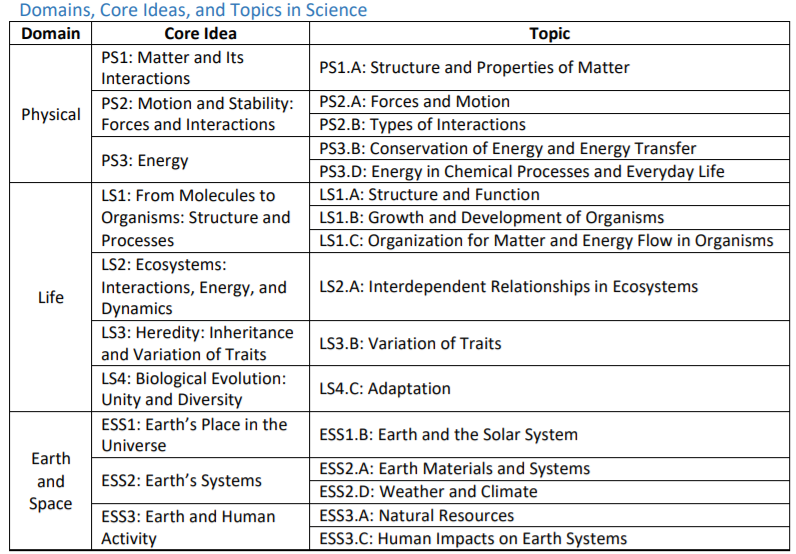 Domains, Core Ideas, and Topics in Science
Domain Core Idea Topic
Physical
PS1: Matter and Its
Interactions
PS1.A: Structure and Properties of Matter
PS2: Motion and Stability:
Forces and Interactions
PS2.A: Forces and Motion
PS2.B: Types of Interactions
PS3: Energy
PS3.B: Conservation of Energy and Energy Transfer
PS3.D: Energy in Chemical Processes and Everyday Life
Life
LS1: From Molecules to
Organisms: Structure and
Processes
LS1.A: Structure and Function
LS1.B: Growth and Development of Organisms
LS1.C: Organization for Matter and Energy Flow in Organisms
LS2: Ecosystems:
Interactions, Energy, and
Dynamics
LS2.A: Interdependent Relationships in Ecosystems
LS3: Heredity: Inheritance
and Variation of Traits
LS3.B: Variation of Traits
LS4: Biological Evolution:
Unity and Diversity
LS4.C: Adaptation
Earth
and
Space
ESS1: Earth’s Place in the
Universe
ESS1.B: Earth and the Solar System
ESS2: Earth’s Systems
ESS2.A: Earth Materials and Systems
ESS2.D: Weather and Climate
ESS3: Earth and Human
Activity
ESS3.A: Natural Resources
ESS3.C: Human Impacts on Earth Systems